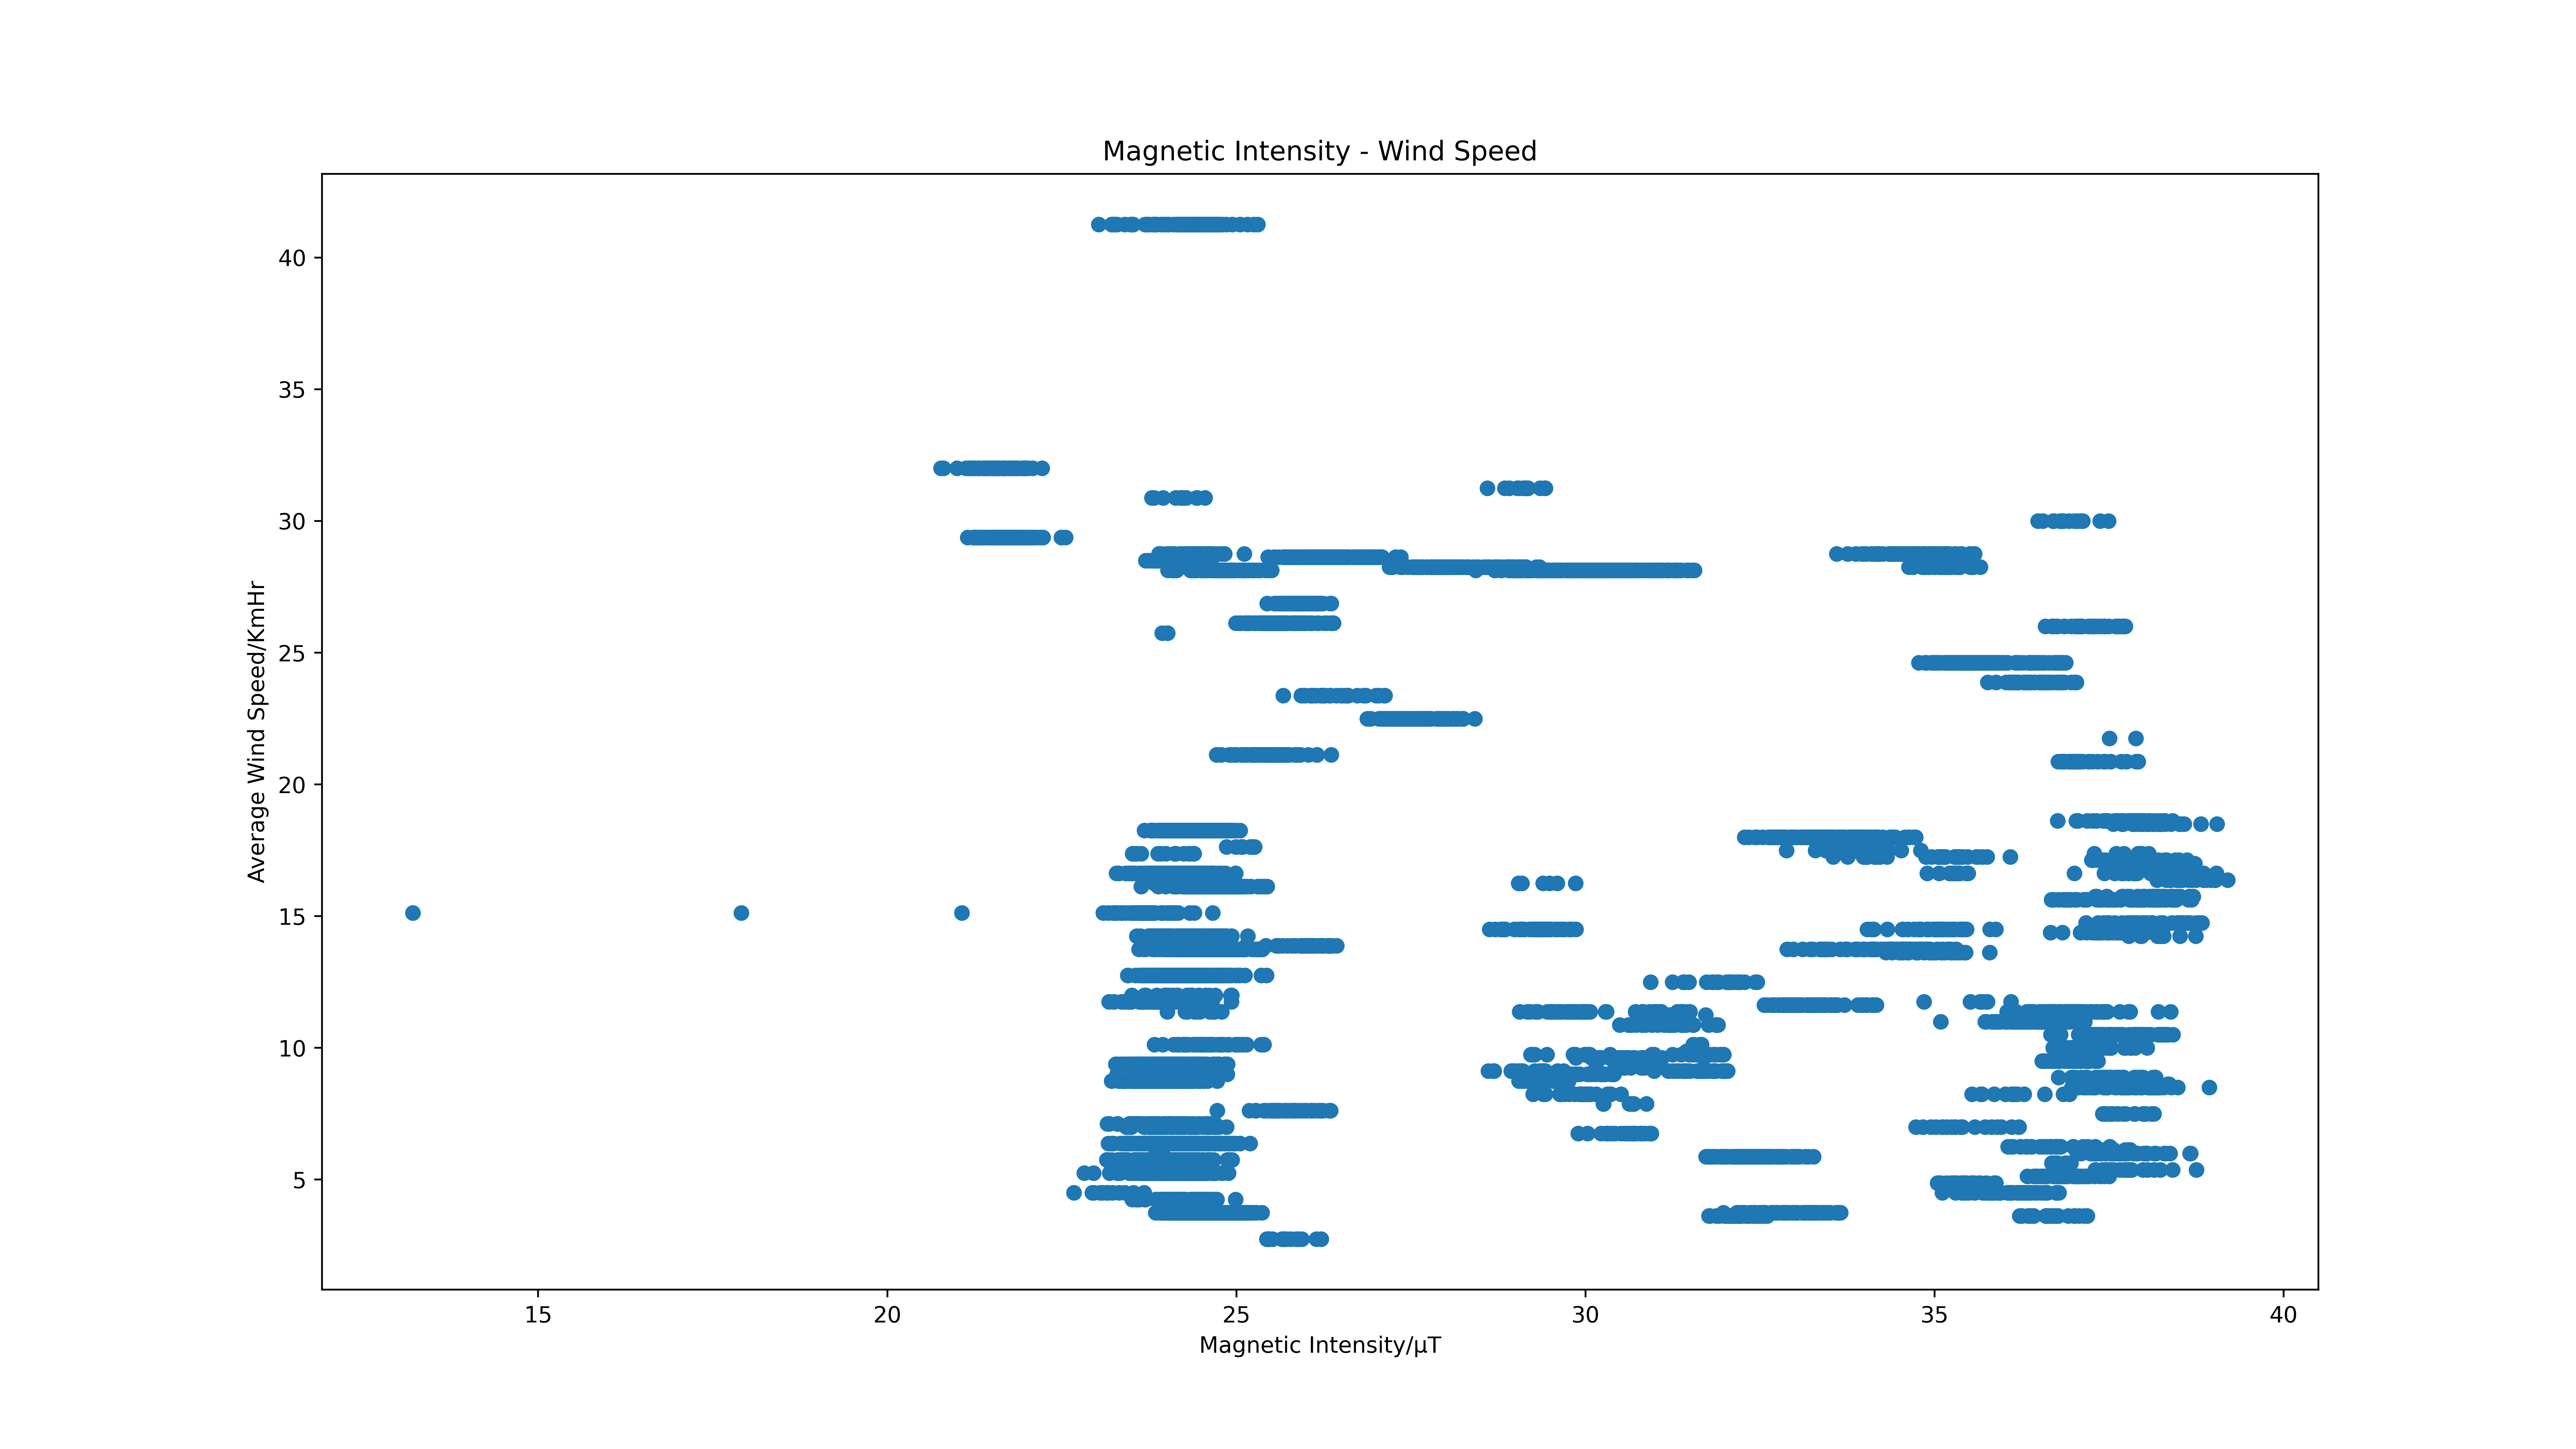 Magnetic Intensity - Wind Speed
Average Wind Speed/KmHr
40
35
30
25
20
15
10
5
15 20 25 30 35 40
Magnetic Intensity/μT